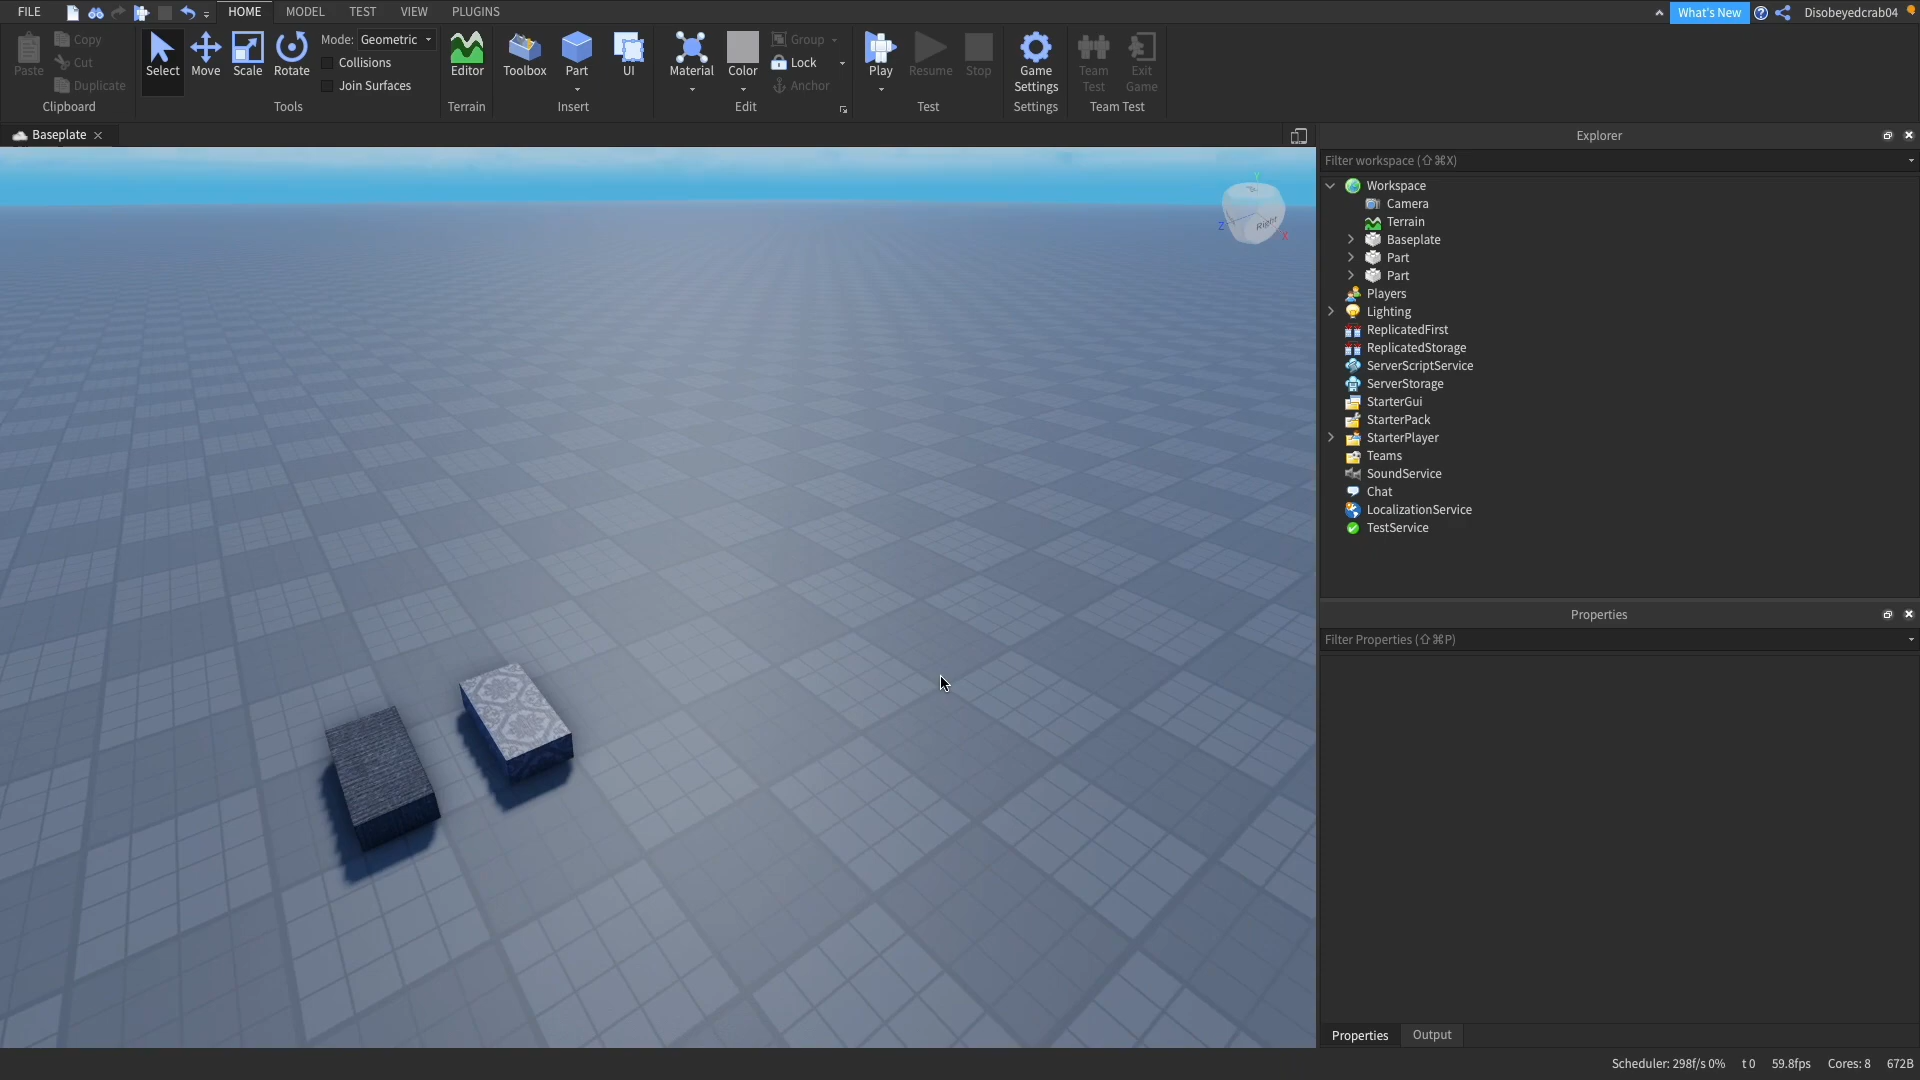 FILE HOME MODEL TEST VIEW PLUGINS What's New Disobeyedcrab04
Paste Copy Cut Duplicate
Clipboard
Select Move Scale Rotate Mode: Geometric
Collisions
Join Surfaces
Tools
Editor
Terrain
Toolbox Part UI
Insert
Material Color Group Lock Anchor
Edit
Play Resume Stop
Test
Game Settings
Settings
Team Test Exit Game
Team Test
Baseplate
Y
Z
Right
X
Explorer
Filter workspace (⇧⌘X)
Workspace
Camera
Terrain
Baseplate
Part
Part
Players
Lighting
ReplicatedFirst
ReplicatedStorage
ServerScriptService
ServerStorage
StarterGui
StarterPack
StarterPlayer
Teams
SoundService
Chat
LocalizationService
TestService
Properties
Filter Properties (⇧⌘P)
Properties Output
Scheduler: 298f/s 0% t 0 59.8fps Cores: 8 672B